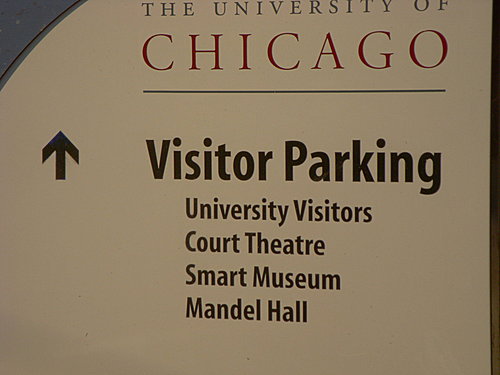 THE UNIVERSITY OF
CHICAGO
Visitor Parking
University Visitors
Court Theatre
Smart Museum
Mandel Hall